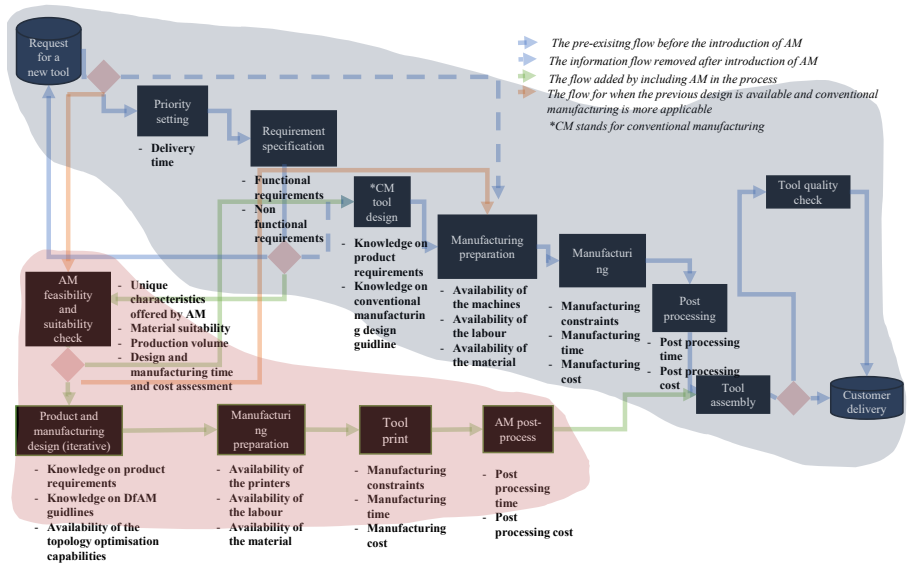 Request
for a
new tool
The pre-exisitng flow before the introduction of AM
The information flow removed after introduction of AM
The flow added by including AM in the process
The flow for when the previous design is available and conventional
manufacturing is more applicable
*CM stands for conventional manufacturing
Priority
setting
- Delivery
time
Requirement
specification
- Functional
requirements
- Non
functional
requirements
*CM
tool
design
- Knowledge on
product
requirements
- Knowledge on
conventional
manufacturin
g design
guidline
Manufacturing
preparation
- Availability of
the machines
- Availability of
the labour
- Availability of
the material
Manufacturi
ng
- Manufacturing
constraints
- Manufacturing
time
- Manufacturing
cost
Post
processing
- Post processing
time
- Post processing
cost
Tool quality
check
Tool
assembly
Customer
delivery
AM
feasibility
and
suitability
check
- Unique
characteristics
offered by AM
- Material suitability
- Production volume
- Design and
manufacturing time
and cost assessment
Product and
manufacturing
design (iterative)
- Knowledge on product
requirements
- Knowledge on DfAM
guidlines
- Availability of the
topology optimisation
capabilities
Manufacturi
ng
preparation
- Availability of
the printers
- Availability of
the labour
- Availability of
the material
Tool
print
- Manufacturing
constraints
- Manufacturing
time
- Manufacturing
cost
AM post-
process
- Post
processing
time
- Post
processing cost